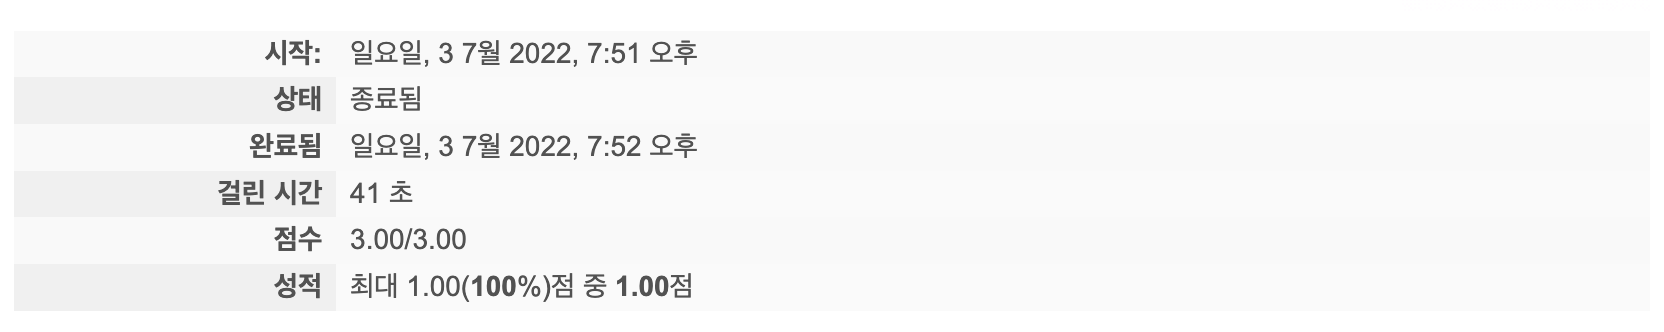 시작: 일요일, 3 7월 2022, 7:51 오후
상태 종료됨
완료됨 일요일, 3 7월 2022, 7:52 오후
걸린 시간 41 초
점수 3.00/3.00
성적 최대 1.00(100%)점 중 1.00점